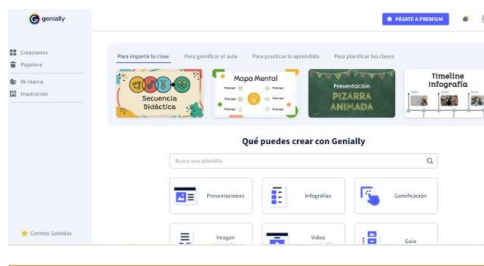 genially
PÁSATE A PREMIUM
Creaciones
Papelera
Mi marca
Inspiración
Centros Geniales
Para impartir la clase
Para gamificar el aula
Para practicar lo aprendido
Para planificar las clases
Secuencia
Didáctica
Mapa Mental
Presentación
PIZARRA
ANIMADA
Timeline
Infografía
Qué puedes crear con Genially
Busca una plantilla
Presentaciones
Infografías
Gamificación
Imagen
Video
Guía